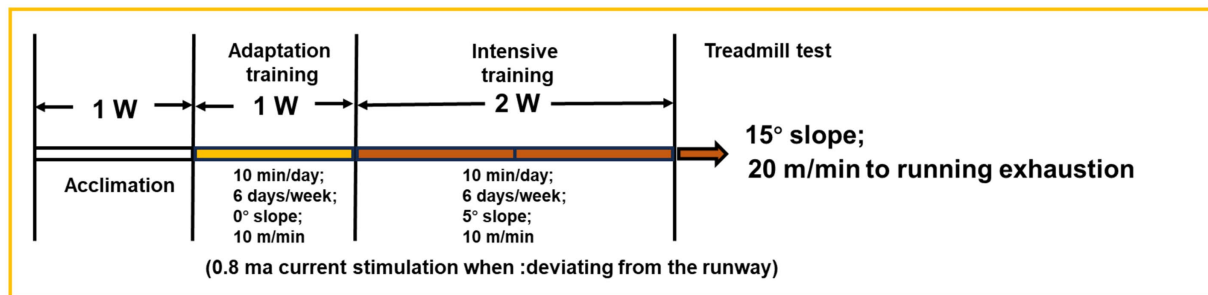 Adaptation
training
Intensive
training
Treadmill test
1 W
1 W
2 W
15° slope;
20 m/min to running exhaustion
Acclimation
10 min/day;
6 days/week;
0° slope;
10 m/min
10 min/day;
6 days/week;
5° slope;
10 m/min
(0.8 ma current stimulation when :deviating from the runway)